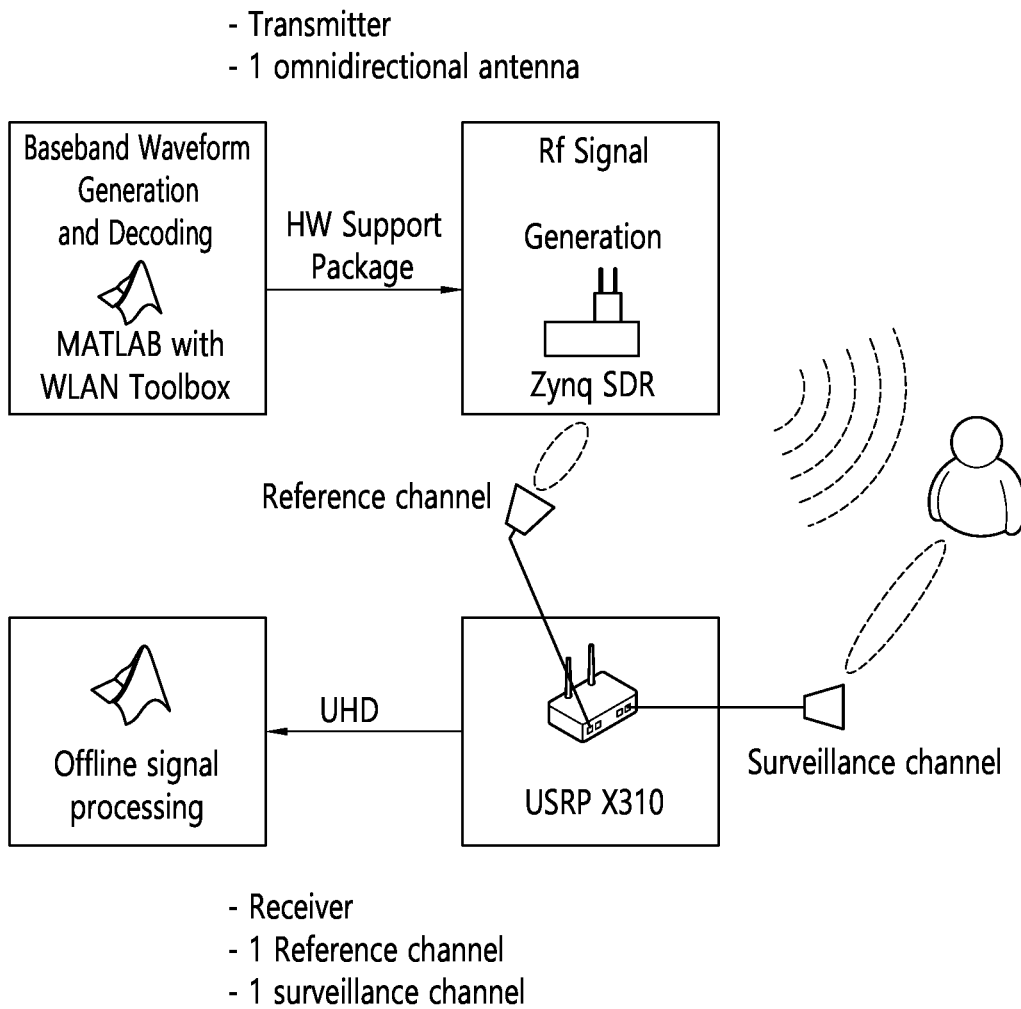 - Transmitter
- 1 omnidirectional antenna
Baseband Waveform
Generation
and Decoding
MATLAB with
WLAN Toolbox
HW Support
Package
Rf Signal
Generation
Zynq SDR
Reference channel
Offline signal
processing
UHD
USRP X310
Surveillance channel
- Receiver
- 1 Reference channel
- 1 surveillance channel